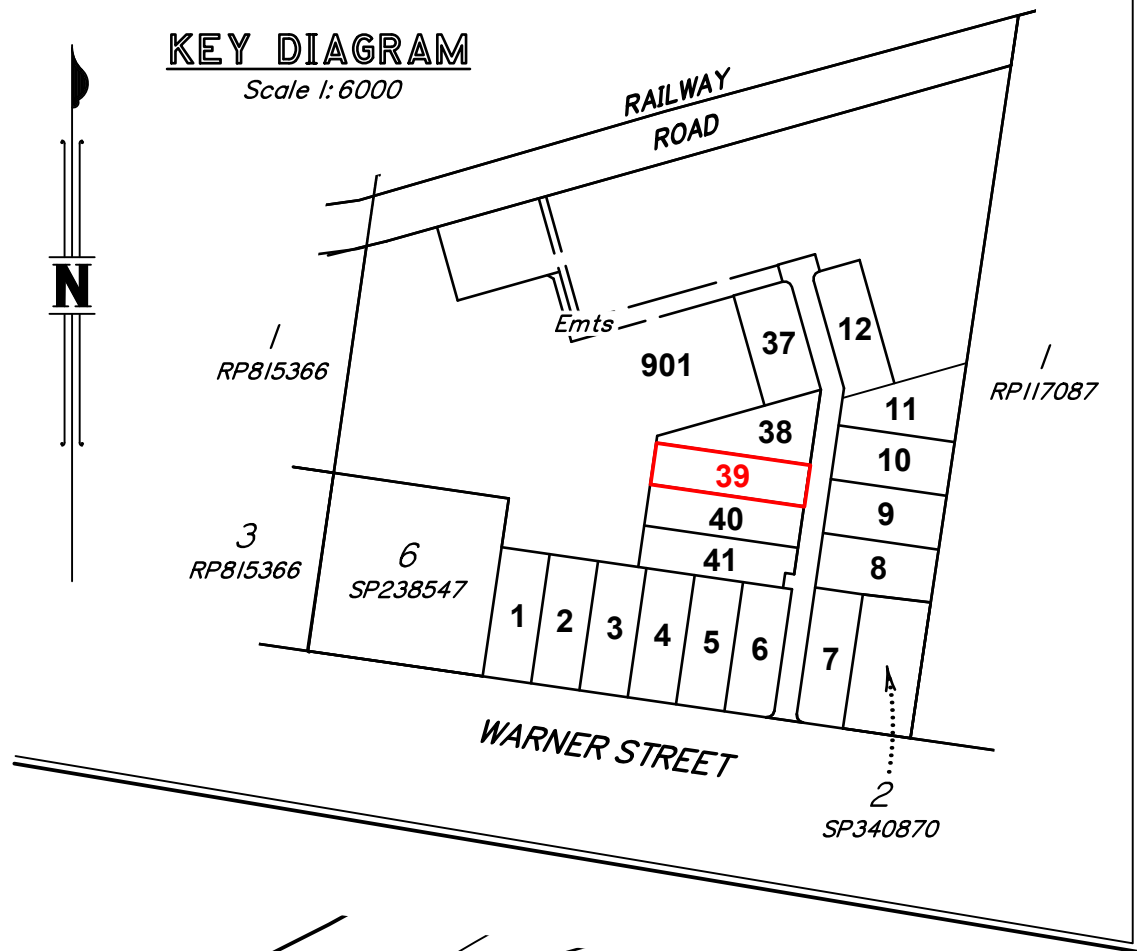 KEY DIAGRAM
Scale 1:6000
RAILWAY
ROAD
N
Emts
901
37
12
1
RP815366
1
RP117087
38
11
39
10
40
9
41
8
3
RP815366
6
SP238547
1
2
3
4
5
6
7
WARNER STREET
2
SP340870